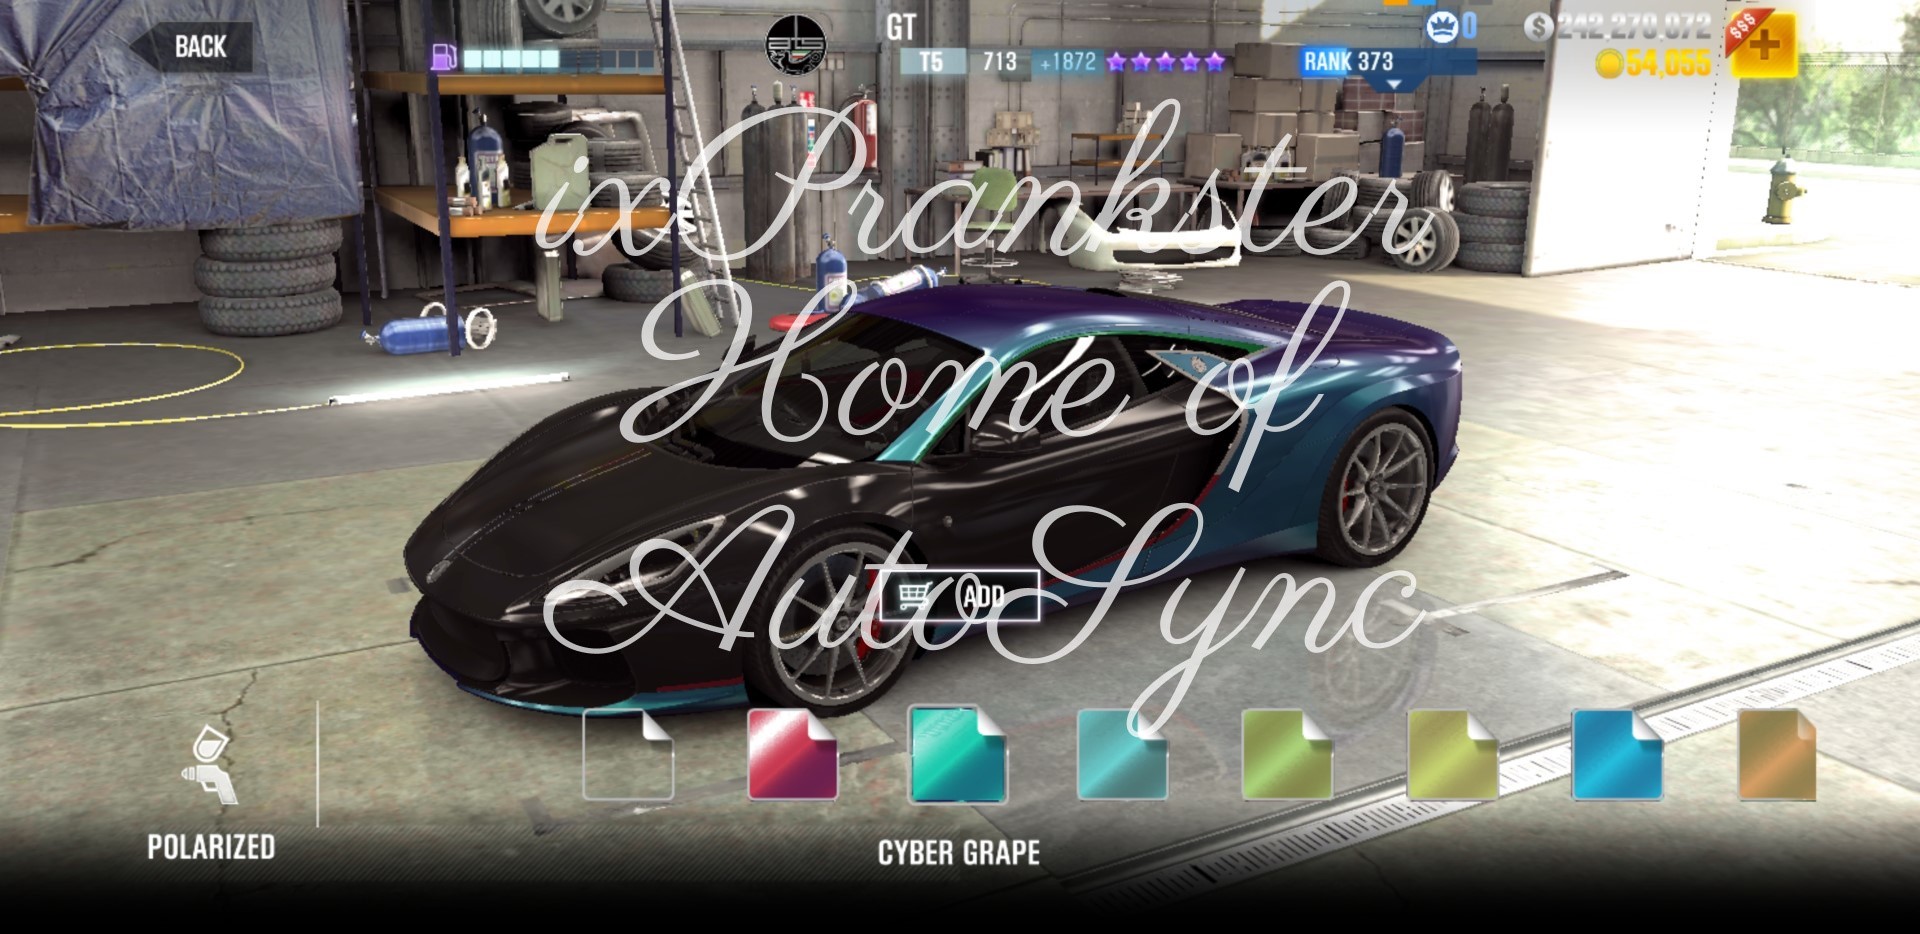 BACK
GT
T5 713 +1872
RANK 373
0
242,270,072
54,055
$$$
ixPrankster
Home of
AutoSync
ADD
POLARIZED
CYBER GRAPE